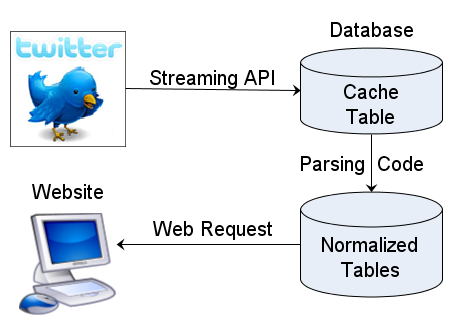 twitter
Database
Streaming API
Cache
Table
Parsing Code
Website
Web Request
Normalized
Tables